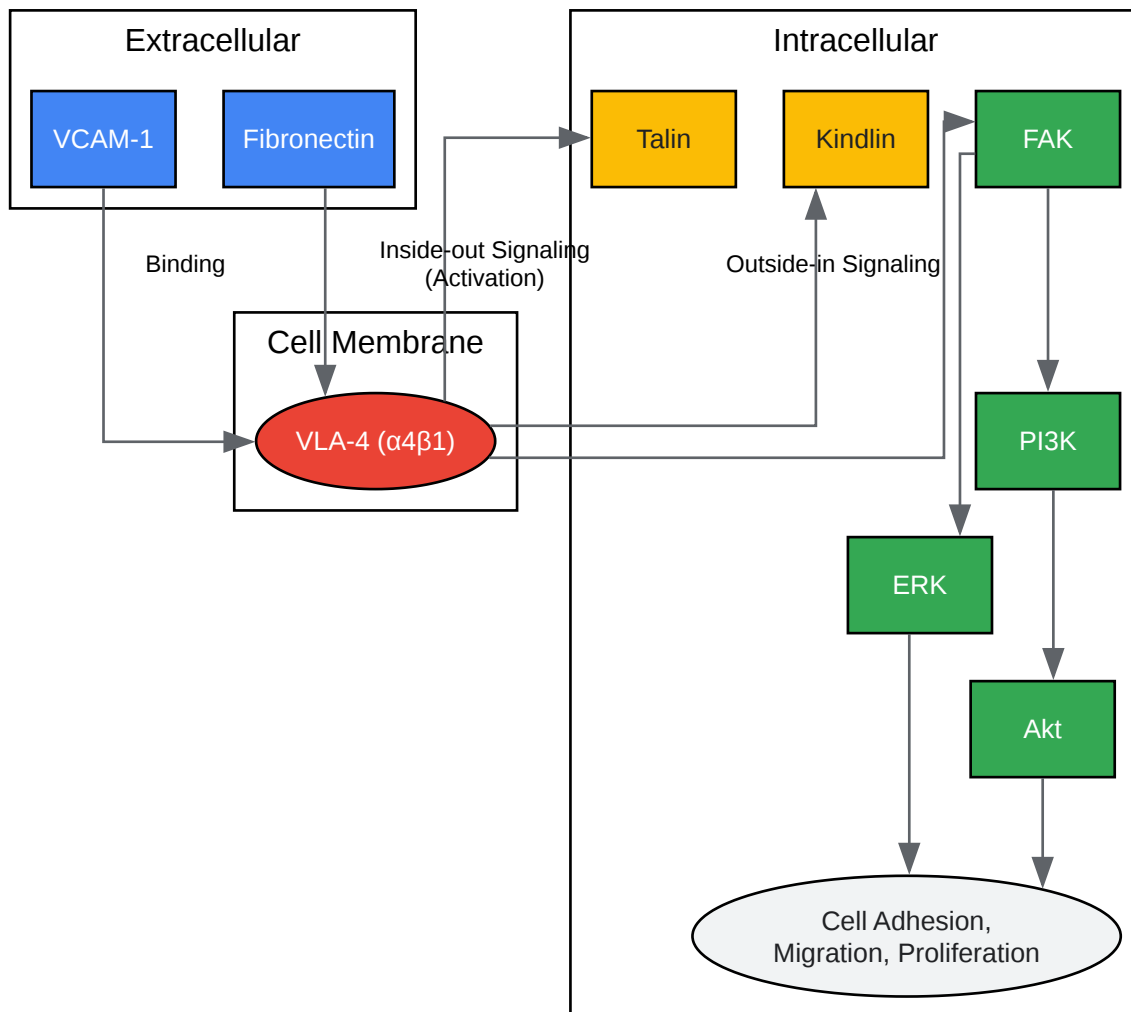 Extracellular
Intracellular
VCAM-1
Fibronectin
Talin
Kindlin
FAK
Binding
Inside-out Signaling
(Activation)
Outside-in Signaling
Cell Membrane
VLA-4 (α4β1)
PI3K
ERK
Akt
Cell Adhesion,
Migration, Proliferation